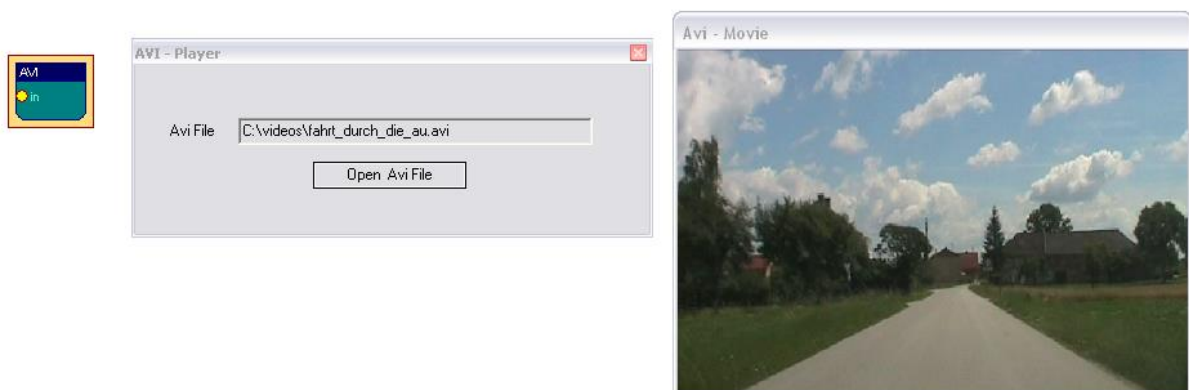 AVI
in
AVI - Player
Avi File
C:\videos\fahrt_durch_die_au.avi
Open Avi File
Avi - Movie